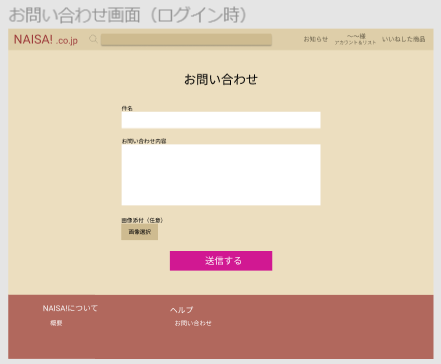 お問い合わせ画面（ログイン時）
NAISA! .co.jp
お知らせ
〜〜様
アカウント&リスト
いいねした商品
お問い合わせ
件名
お問い合わせ内容
画像添付（任意）
画像選択
送信する
NAISA!について
ヘルプ
概要
お問い合わせ